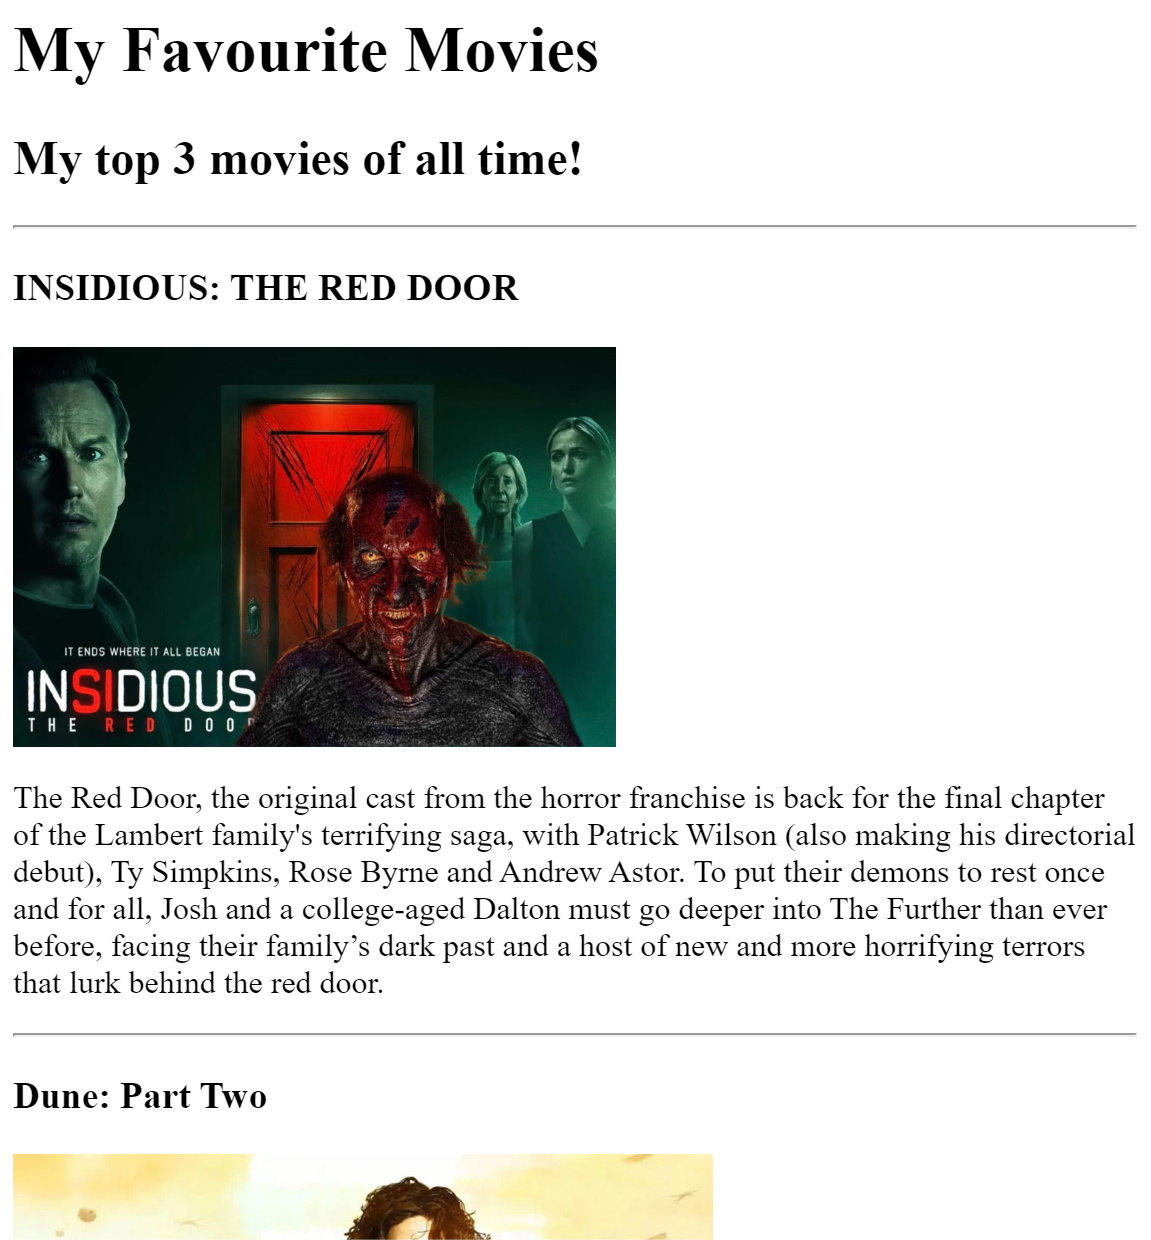 My Favourite Movies
My top 3 movies of all time!
INSIDIOUS: THE RED DOOR
IT ENDS WHERE IT ALL BEGAN
INSIDIOUS
THE RED DOOR
The Red Door, the original cast from the horror franchise is back for the final chapter
of the Lambert family's terrifying saga, with Patrick Wilson (also making his directorial
debut), Ty Simpkins, Rose Byrne and Andrew Astor. To put their demons to rest once
and for all, Josh and a college-aged Dalton must go deeper into The Further than ever
before, facing their family’s dark past and a host of new and more horrifying terrors
that lurk behind the red door.
Dune: Part Two